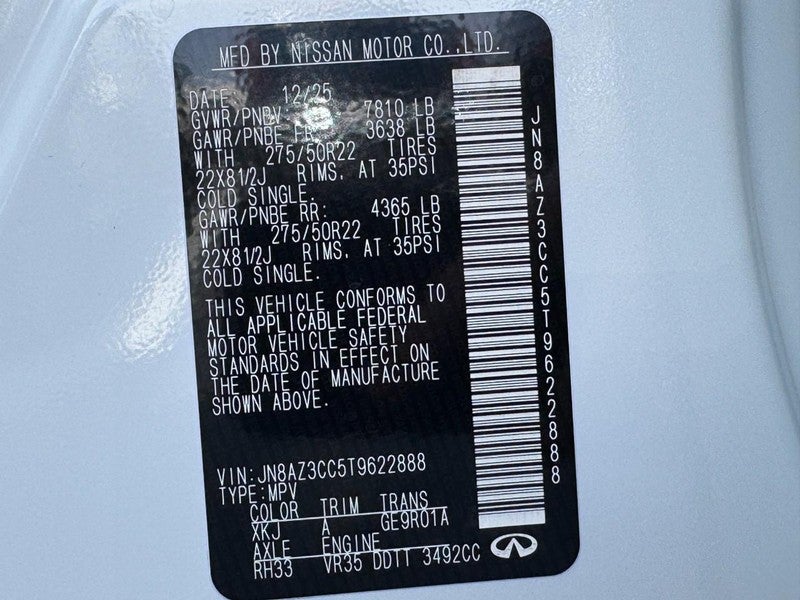 MFD BY NISSAN MOTOR CO.,LTD.
DATE: 12/25
GVWR/PNBV: 7810 LB
GAWR/PNBE FR: 3638 LB
WITH 275/50R22 TIRES
22X81/2J RIMS, AT 35PSI
COLD SINGLE.
GAWR/PNBE RR: 4365 LB
WITH 275/50R22 TIRES
22X81/2J RIMS, AT 35PSI
COLD SINGLE.
THIS VEHICLE CONFORMS TO
ALL APPLICABLE FEDERAL
MOTOR VEHICLE SAFETY
STANDARDS IN EFFECT ON
THE DATE OF MANUFACTURE
SHOWN ABOVE.
VIN:JN8AZ3CC5T9622888
TYPE:MPV
COLOR TRIM TRANS
XKJ A GE9R01A
AXLE ENGINE
RH33 VR35 DDTT 3492CC
JN8AZ3CC5T9622888